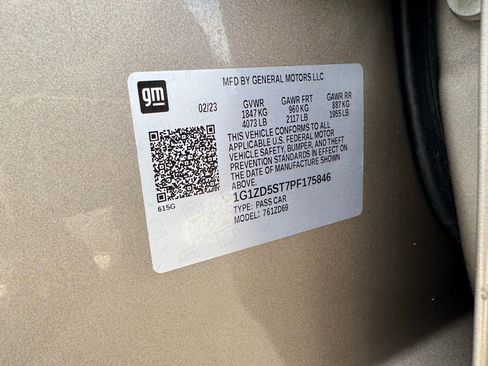 gm
MFD BY GENERAL MOTORS LLC
02/23 GVWR GAWR FRT GAWR RR
1847 KG 960 KG 887 KG
4073 LB 2117 LB 1955 LB
THIS VEHICLE CONFORMS TO ALL
APPLICABLE U.S. FEDERAL MOTOR
VEHICLE SAFETY, BUMPER, AND THEFT
PREVENTION STANDARDS IN EFFECT ON
THE DATE OF MANUFACTURE SHOWN
ABOVE.
1G1ZD5ST7PF175846
TYPE: PASS CAR
MODEL: 761ZD69
615G